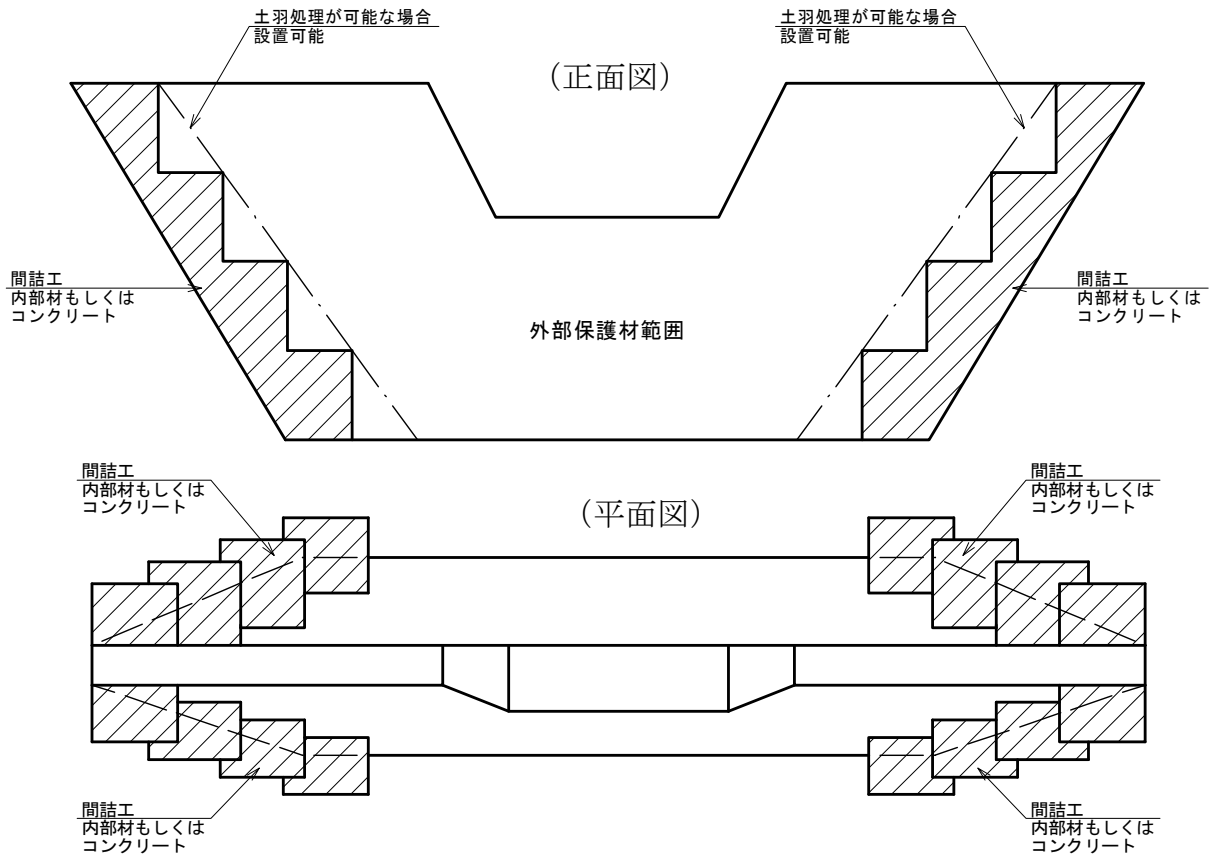 土羽処理が可能な場合
設置可能
土羽処理が可能な場合
設置可能
（正面図）
間詰工
内部材もしくは
コンクリート
間詰工
内部材もしくは
コンクリート
外部保護材範囲
間詰工
内部材もしくは
コンクリート
間詰工
内部材もしくは
コンクリート
（平面図）
間詰工
内部材もしくは
コンクリート
間詰工
内部材もしくは
コンクリート